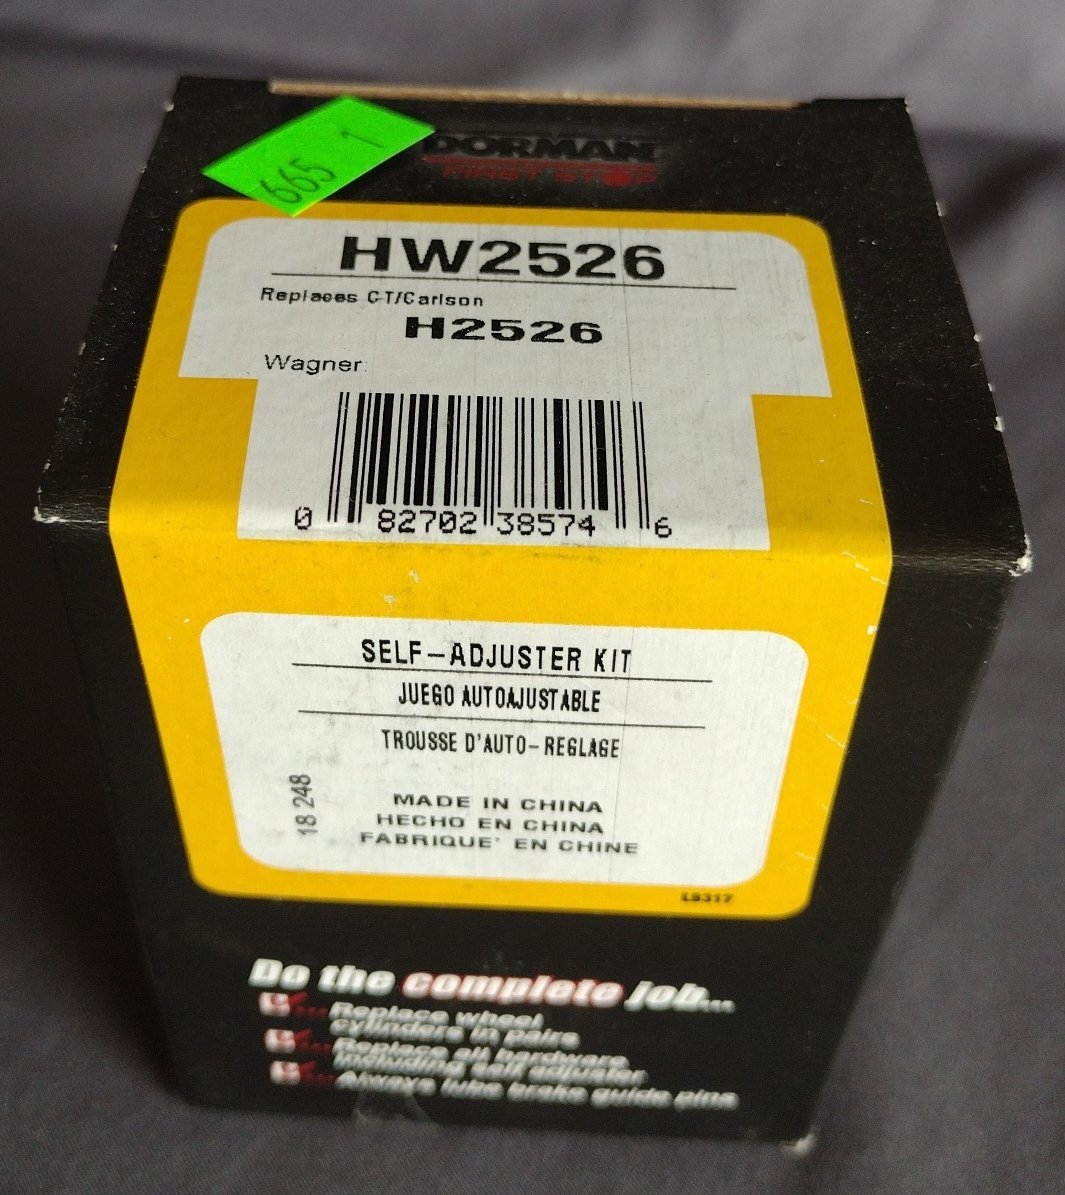 665 1
DORMAN
FIRST STOP
HW2526
Replaces CT/Carlson
H2526
Wagner:
0 82702 38574 6
SELF-ADJUSTER KIT
JUEGO AUTOAJUSTABLE
TROUSSE D'AUTO-REGLAGE
18 248
MADE IN CHINA
HECHO EN CHINA
FABRIQUE' EN CHINE
L9317
Do the complete job...
Replace wheel
cylinders in pairs
Replace all hardware
including self adjuster
Always lube brake guide pins